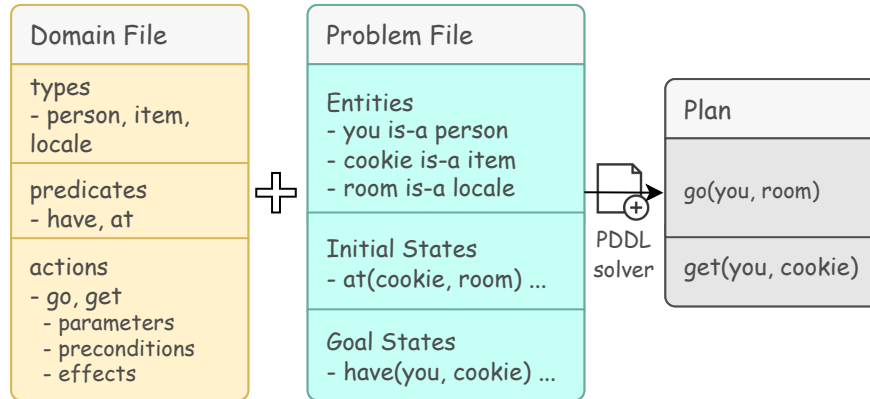 Domain File
types
- person, item,
locale
predicates
- have, at
actions
- go, get
- parameters
- preconditions
- effects
Problem File
Entities
- you is-a person
- cookie is-a item
- room is-a locale
Initial States
- at(cookie, room) ...
Goal States
- have(you, cookie) ...
PDDL
solver
Plan
go(you, room)
get(you, cookie)